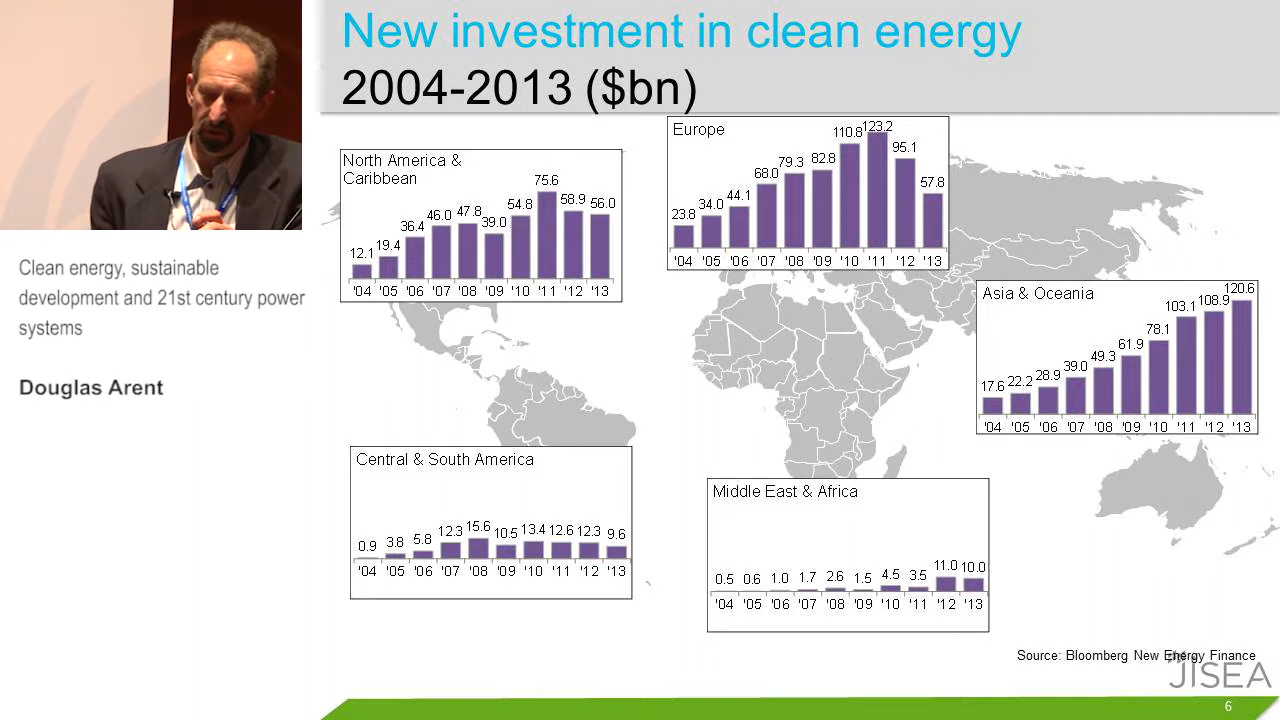 New investment in clean energy
2004-2013 ($bn)
Clean energy, sustainable
development and 21st century power
systems
Douglas Arent
North America &
Caribbean
12.1 19.4 36.4 46.0 47.8 39.0 54.8 75.6 58.9 56.0
'04 '05 '06 '07 '08 '09 '10 '11 '12 '13
Europe
23.8 34.0 44.1 68.0 79.3 82.8 110.8 123.2 95.1 57.8
'04 '05 '06 '07 '08 '09 '10 '11 '12 '13
Asia & Oceania
17.6 22.2 28.9 39.0 49.3 61.9 78.1 103.1 108.9 120.6
'04 '05 '06 '07 '08 '09 '10 '11 '12 '13
Central & South America
0.9 3.8 5.8 12.3 15.6 10.5 13.4 12.6 12.3 9.6
'04 '05 '06 '07 '08 '09 '10 '11 '12 '13
Middle East & Africa
0.5 0.6 1.0 1.7 2.6 1.5 4.5 3.5 11.0 10.0
'04 '05 '06 '07 '08 '09 '10 '11 '12 '13
Source: Bloomberg New Energy Finance
JISEA
6